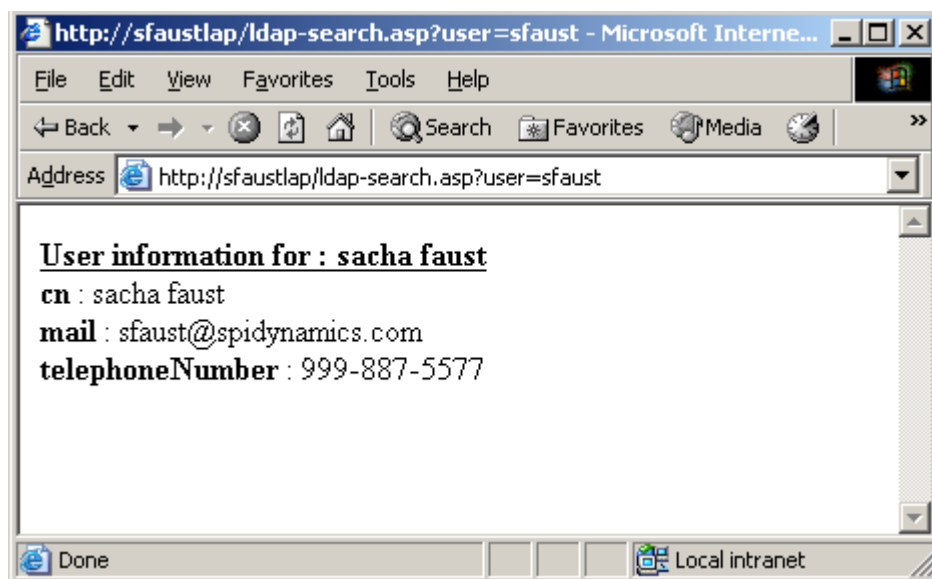 http://sfaustlap/ldap-search.asp?user=sfaust - Microsoft Interne...
File Edit View Favorites Tools Help
Back Search Favorites Media »
Address http://sfaustlap/ldap-search.asp?user=sfaust
User information for : sacha faust
cn : sacha faust
mail : sfaust@spidynamics.com
telephoneNumber : 999-887-5577
Done Local intranet